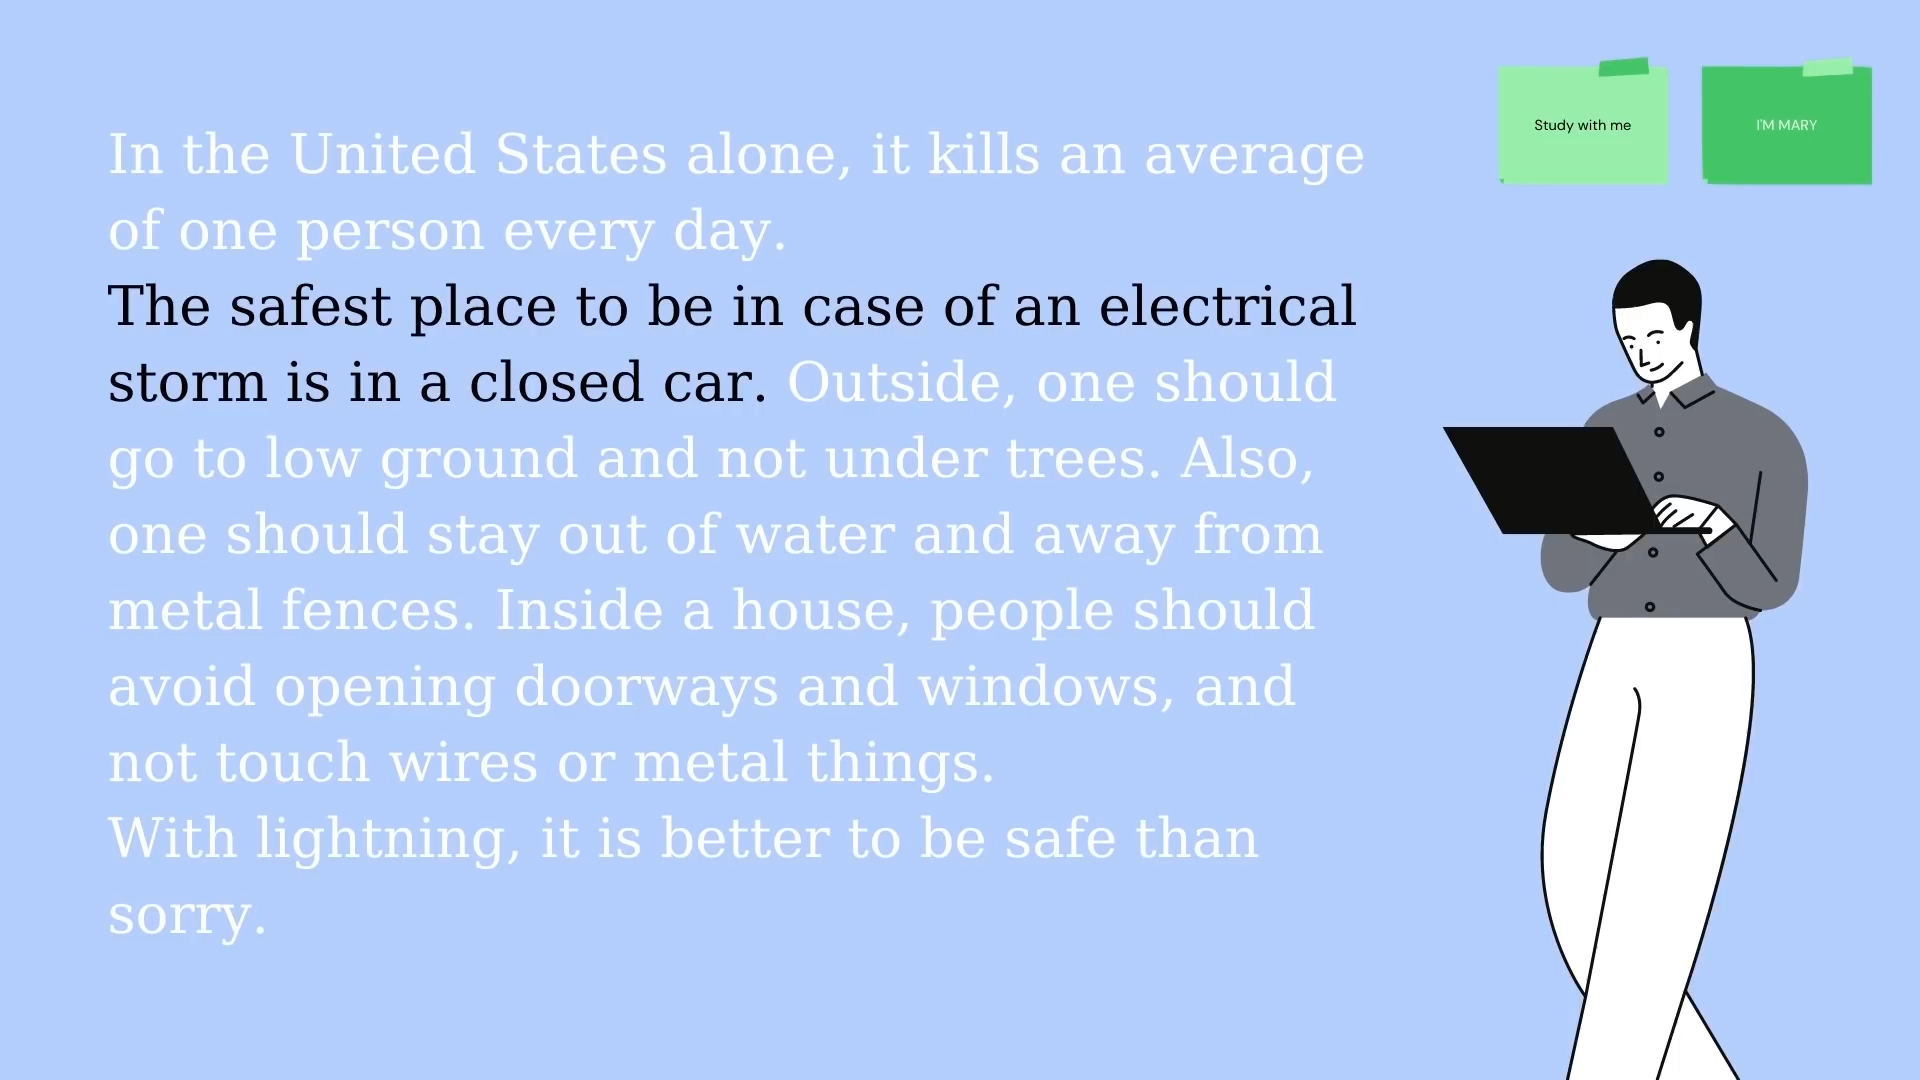 Study with me
I'M MARY
In the United States alone, it kills an average
of one person every day.
The safest place to be in case of an electrical
storm is in a closed car. Outside, one should
go to low ground and not under trees. Also,
one should stay out of water and away from
metal fences. Inside a house, people should
avoid opening doorways and windows, and
not touch wires or metal things.
With lightning, it is better to be safe than
sorry.